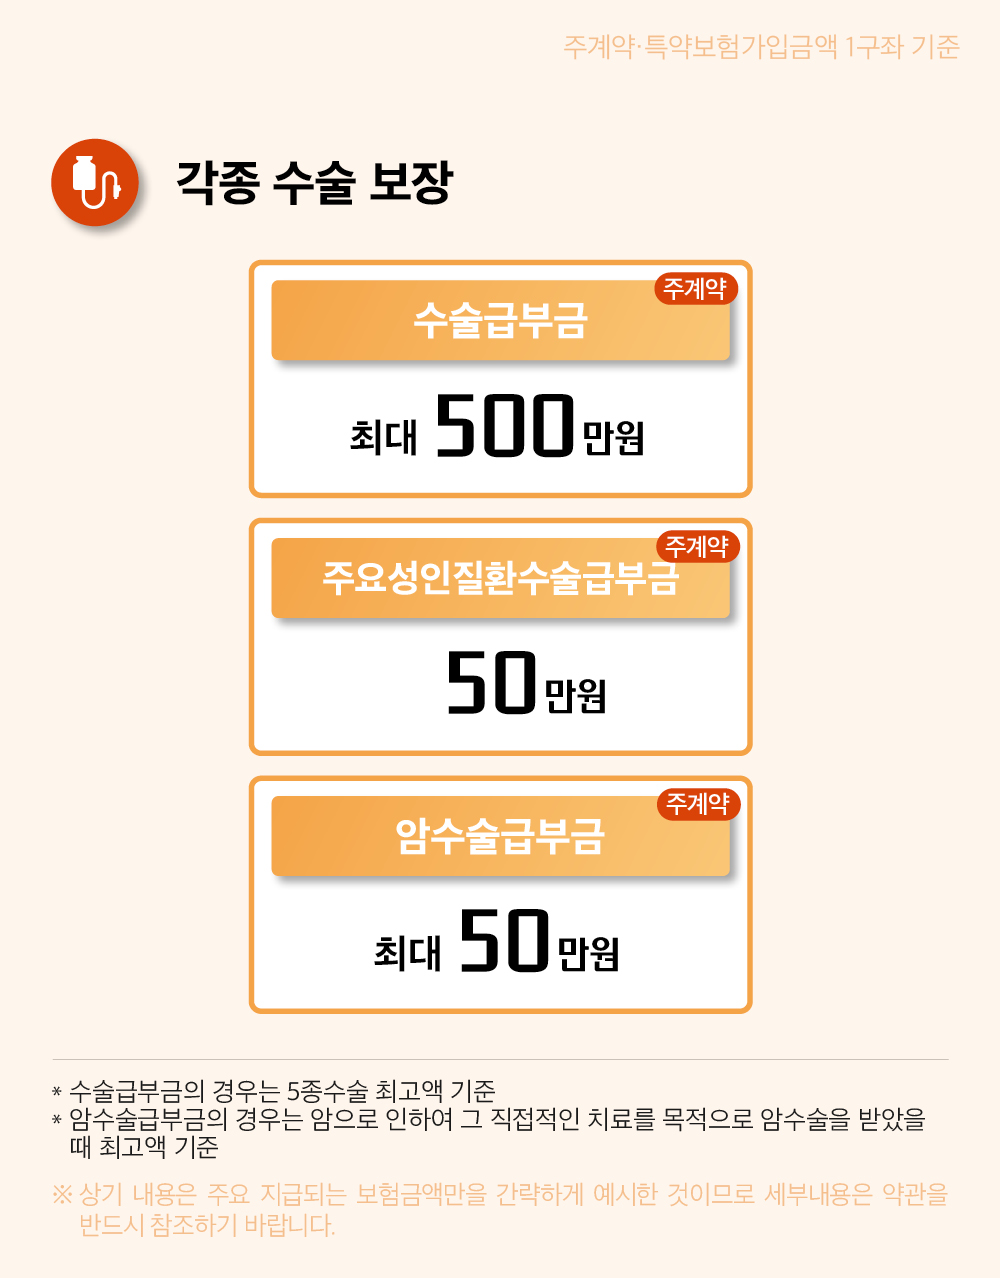 주계약·특약보험가입금액 1구좌 기준
각종 수술 보장
주계약
수술급부금
최대 500만원
주계약
주요성인질환수술급부금
50만원
주계약
암수술급부금
최대 50만원
* 수술급부금의 경우는 5종수술 최고액 기준
* 암수술급부금의 경우는 암으로 인하여 그 직접적인 치료를 목적으로 암수술을 받았을
때 최고액 기준
※ 상기 내용은 주요 지급되는 보험금액만을 간략하게 예시한 것이므로 세부내용은 약관을
반드시 참조하기 바랍니다.